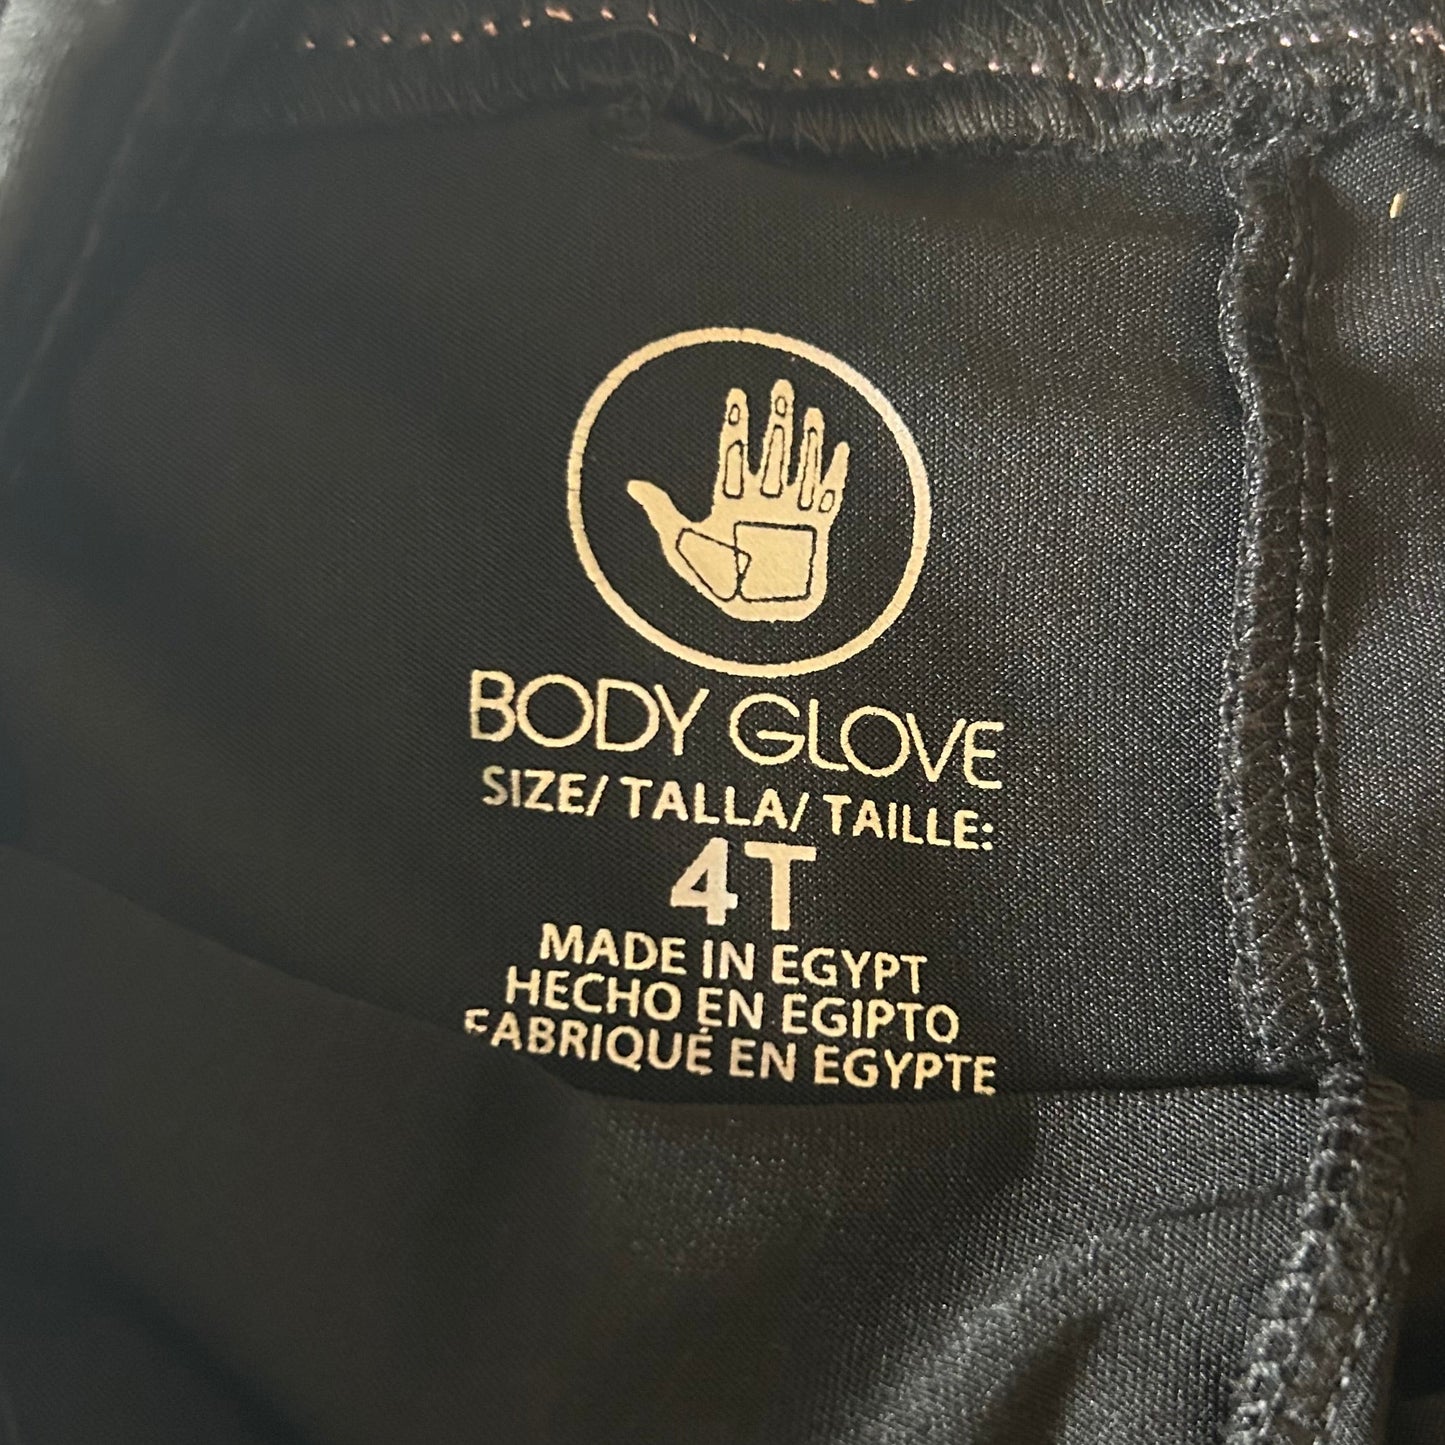 BODY GLOVE
SIZE/ TALLA/ TAILLE:
4T
MADE IN EGYPT
HECHO EN EGIPTO
FABRIQUÉ EN EGYPTE